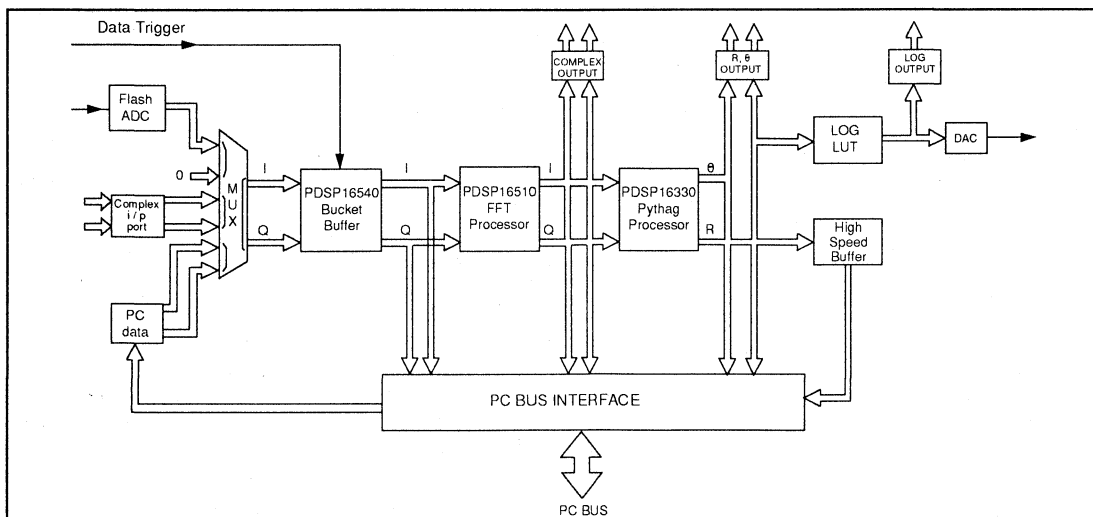 Data Trigger
COMPLEX
OUTPUT
R, θ
OUTPUT
LOG
OUTPUT
Flash
ADC
LOG
LUT
DAC
0
M
U
X
I
Q
PDSP16540
Bucket
Buffer
I
Q
PDSP16510
FFT
Processor
I
Q
PDSP16330
Pythag
Processor
θ
R
High
Speed
Buffer
Complex
i / p
port
PC
data
PC BUS INTERFACE
PC BUS